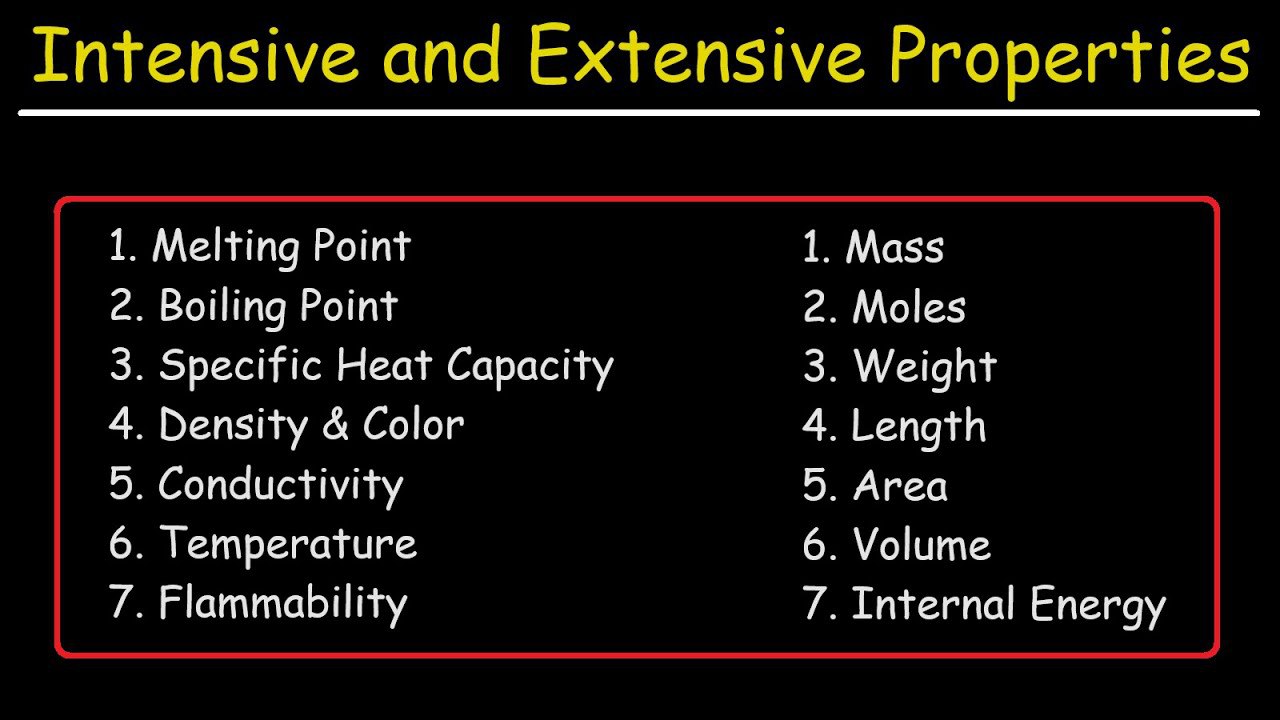 Intensive and Extensive Properties
1. Melting Point
2. Boiling Point
3. Specific Heat Capacity
4. Density & Color
5. Conductivity
6. Temperature
7. Flammability
1. Mass
2. Moles
3. Weight
4. Length
5. Area
6. Volume
7. Internal Energy